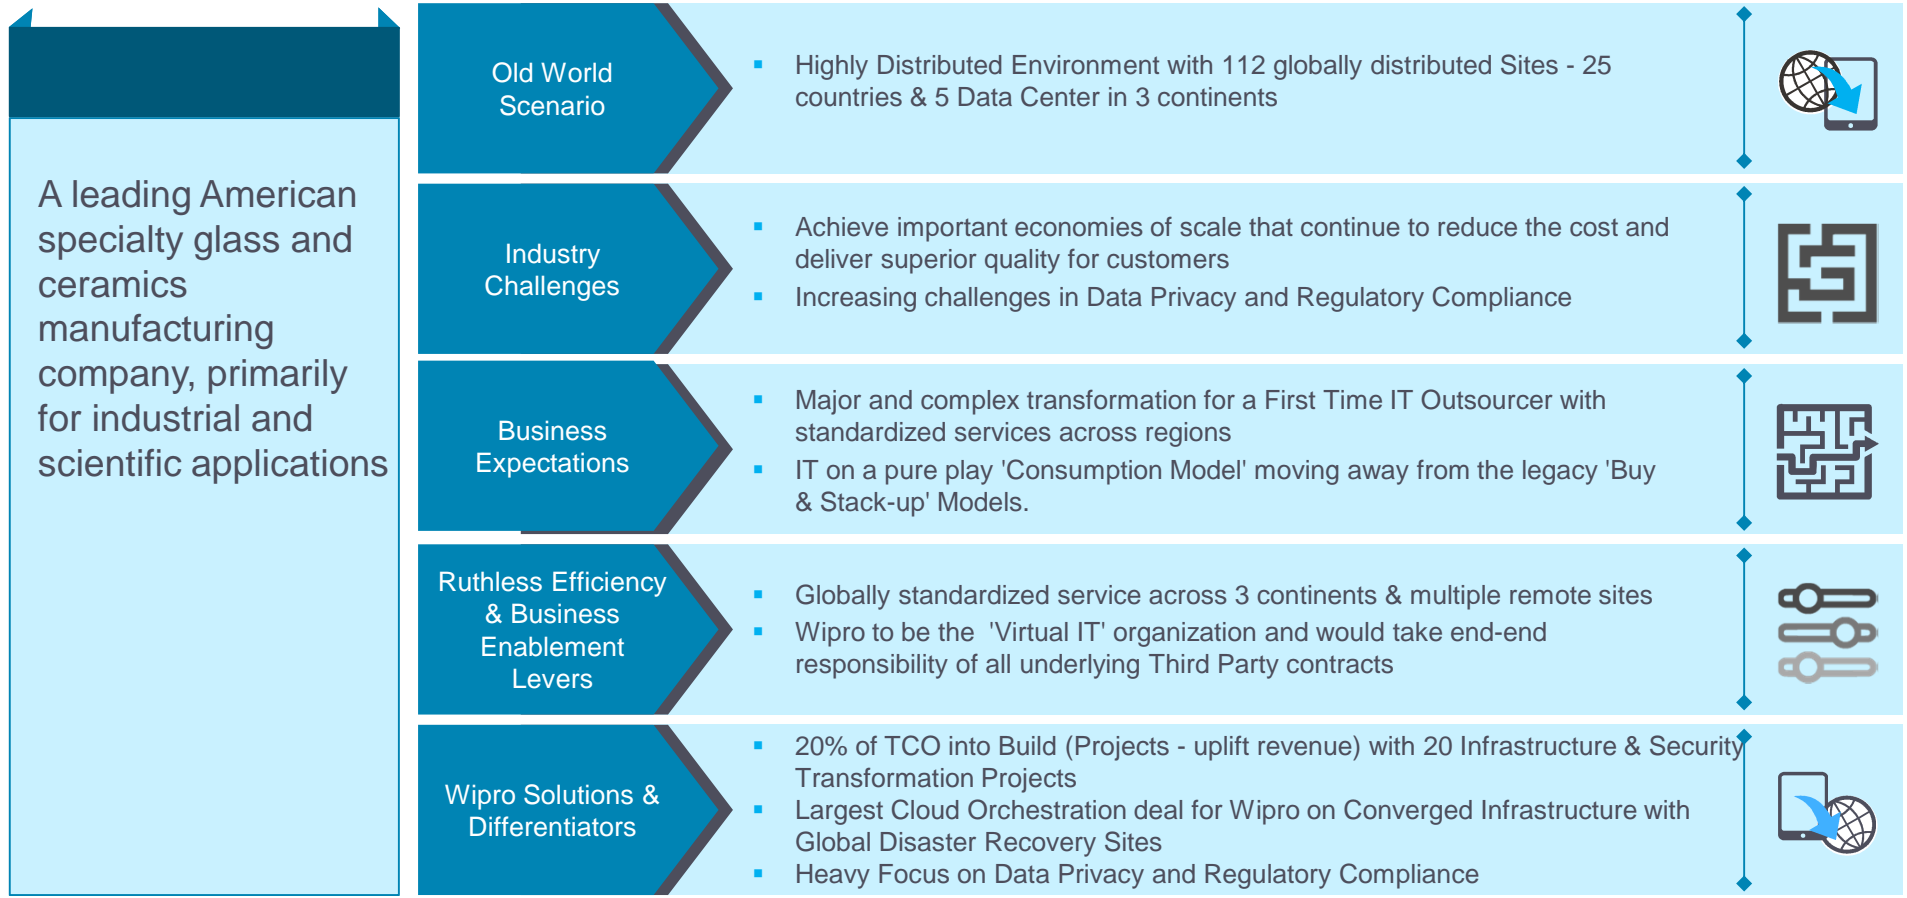 A leading American
specialty glass and
ceramics
manufacturing
company, primarily
for industrial and
scientific applications
Old World
Scenario
▪ Highly Distributed Environment with 112 globally distributed Sites - 25
countries & 5 Data Center in 3 continents
Industry
Challenges
▪ Achieve important economies of scale that continue to reduce the cost and
deliver superior quality for customers
▪ Increasing challenges in Data Privacy and Regulatory Compliance
Business
Expectations
▪ Major and complex transformation for a First Time IT Outsourcer with
standardized services across regions
▪ IT on a pure play 'Consumption Model' moving away from the legacy 'Buy
& Stack-up' Models.
Ruthless Efficiency
& Business
Enablement
Levers
▪ Globally standardized service across 3 continents & multiple remote sites
▪ Wipro to be the 'Virtual IT' organization and would take end-end
responsibility of all underlying Third Party contracts
Wipro Solutions &
Differentiators
▪ 20% of TCO into Build (Projects - uplift revenue) with 20 Infrastructure & Security
Transformation Projects
▪ Largest Cloud Orchestration deal for Wipro on Converged Infrastructure with
Global Disaster Recovery Sites
▪ Heavy Focus on Data Privacy and Regulatory Compliance